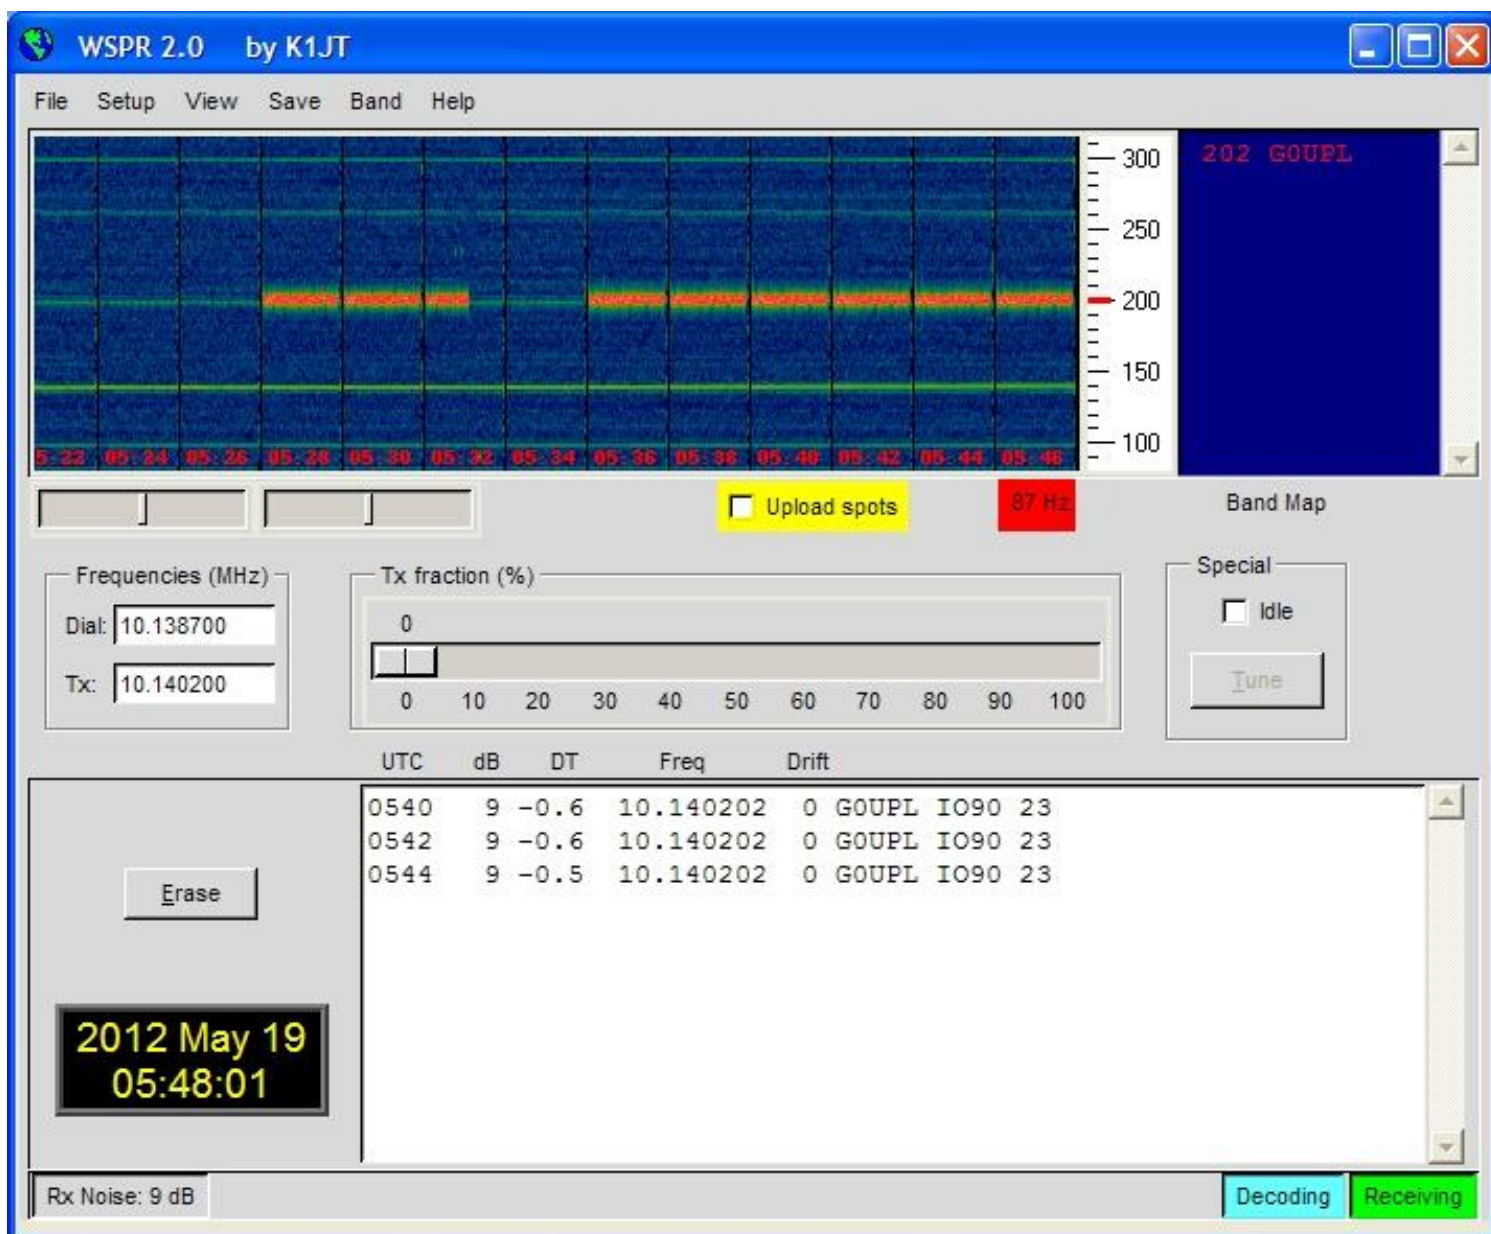 WSPR 2.0 by K1JT
File Setup View Save Band Help
300
250
200
150
100
202 G0UPL
5:22 05:24 05:26 05:28 05:30 05:32 05:34 05:36 05:38 05:40 05:42 05:44 05:46
Upload spots
87 Hz
Band Map
Frequencies (MHz)
Dial: 10.138700
Tx: 10.140200
Tx fraction (%)
0
0 10 20 30 40 50 60 70 80 90 100
Special
Idle
Tune
UTC dB DT Freq Drift
0540 9 -0.6 10.140202 0 G0UPL IO90 23
0542 9 -0.6 10.140202 0 G0UPL IO90 23
0544 9 -0.5 10.140202 0 G0UPL IO90 23
Erase
2012 May 19
05:48:01
Rx Noise: 9 dB
Decoding
Receiving